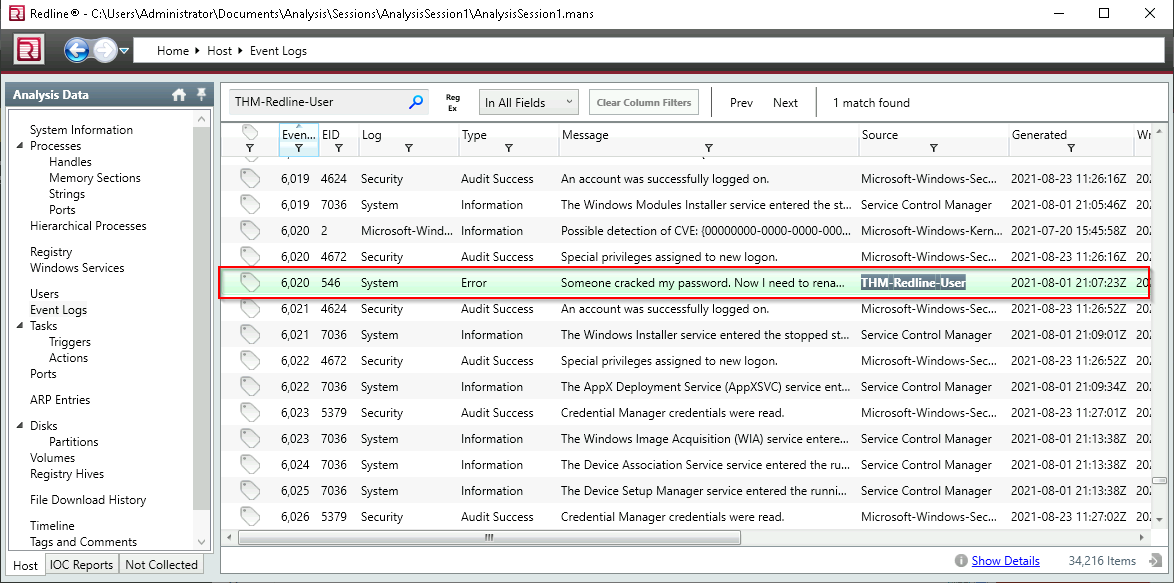 Redline® - C:\Users\Administrator\Documents\Analysis\Sessions\AnalysisSession1\AnalysisSession1.mans
Home Host Event Logs
Analysis Data
System Information
Processes
Handles
Memory Sections
Strings
Ports
Hierarchical Processes
Registry
Windows Services
Users
Event Logs
Tasks
Triggers
Actions
Ports
ARP Entries
Disks
Partitions
Volumes
Registry Hives
File Download History
Timeline
Tags and Comments
Host IOC Reports Not Collected
THM-Redline-User Reg Ex In All Fields Clear Column Filters Prev Next 1 match found
Even... EID Log Type Message Source Generated Wr
6,019 4624 Security Audit Success An account was successfully logged on. Microsoft-Windows-Sec... 2021-08-23 11:26:16Z 202
6,019 7036 System Information The Windows Modules Installer service entered the st... Service Control Manager 2021-08-01 21:05:46Z 202
6,020 2 Microsoft-Wind... Information Possible detection of CVE: {00000000-0000-0000-000... Microsoft-Windows-Kern... 2021-07-20 15:45:58Z 202
6,020 4672 Security Audit Success Special privileges assigned to new logon. Microsoft-Windows-Sec... 2021-08-23 11:26:16Z 202
6,020 546 System Error Someone cracked my password. Now I need to rena... THM-Redline-User 2021-08-01 21:07:23Z 20
6,021 4624 Security Audit Success An account was successfully logged on. Microsoft-Windows-Sec... 2021-08-23 11:26:52Z 202
6,021 7036 System Information The Windows Installer service entered the stopped st... Service Control Manager 2021-08-01 21:09:01Z 202
6,022 4672 Security Audit Success Special privileges assigned to new logon. Microsoft-Windows-Sec... 2021-08-23 11:26:52Z 202
6,022 7036 System Information The AppX Deployment Service (AppXSVC) service ent... Service Control Manager 2021-08-01 21:09:34Z 202
6,023 5379 Security Audit Success Credential Manager credentials were read. Microsoft-Windows-Sec... 2021-08-23 11:27:01Z 202
6,023 7036 System Information The Windows Image Acquisition (WIA) service entere... Service Control Manager 2021-08-01 21:13:38Z 202
6,024 7036 System Information The Device Association Service service entered the ru... Service Control Manager 2021-08-01 21:13:38Z 202
6,025 7036 System Information The Device Setup Manager service entered the runni... Service Control Manager 2021-08-01 21:13:38Z 202
6,026 5379 Security Audit Success Credential Manager credentials were read. Microsoft-Windows-Sec... 2021-08-23 11:27:02Z 202
Show Details 34,216 Items